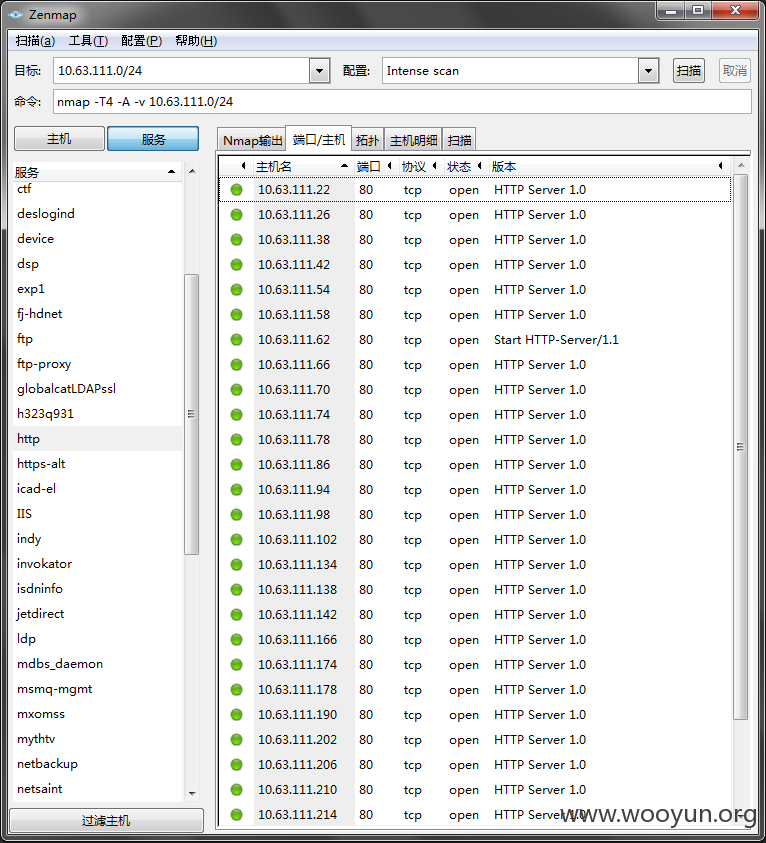 Zenmap
扫描(a) 工具(T) 配置(P) 帮助(H)
目标: 10.63.111.0/24 配置: Intense scan 扫描 取消
命令: nmap -T4 -A -v 10.63.111.0/24
主机 服务
服务
ctf
deslogind
device
dsp
exp1
fj-hdnet
ftp
ftp-proxy
globalcatLDAPssl
h323q931
http
https-alt
icad-el
IIS
indy
invokator
isdninfo
jetdirect
ldp
mdbs_daemon
msmq-mgmt
mxomss
mythtv
netbackup
netsaint
过滤主机
Nmap输出 端口/主机 拓扑 主机明细 扫描
主机名 端口 协议 状态 版本
10.63.111.22 80 tcp open HTTP Server 1.0
10.63.111.26 80 tcp open HTTP Server 1.0
10.63.111.38 80 tcp open HTTP Server 1.0
10.63.111.42 80 tcp open HTTP Server 1.0
10.63.111.54 80 tcp open HTTP Server 1.0
10.63.111.58 80 tcp open HTTP Server 1.0
10.63.111.62 80 tcp open Start HTTP-Server/1.1
10.63.111.66 80 tcp open HTTP Server 1.0
10.63.111.70 80 tcp open HTTP Server 1.0
10.63.111.74 80 tcp open HTTP Server 1.0
10.63.111.78 80 tcp open HTTP Server 1.0
10.63.111.86 80 tcp open HTTP Server 1.0
10.63.111.94 80 tcp open HTTP Server 1.0
10.63.111.98 80 tcp open HTTP Server 1.0
10.63.111.102 80 tcp open HTTP Server 1.0
10.63.111.134 80 tcp open HTTP Server 1.0
10.63.111.138 80 tcp open HTTP Server 1.0
10.63.111.142 80 tcp open HTTP Server 1.0
10.63.111.166 80 tcp open HTTP Server 1.0
10.63.111.174 80 tcp open HTTP Server 1.0
10.63.111.178 80 tcp open HTTP Server 1.0
10.63.111.190 80 tcp open HTTP Server 1.0
10.63.111.202 80 tcp open HTTP Server 1.0
10.63.111.206 80 tcp open HTTP Server 1.0
10.63.111.210 80 tcp open HTTP Server 1.0
10.63.111.214 80 tcp open HTTP Server 1.0
www.wooyun.org